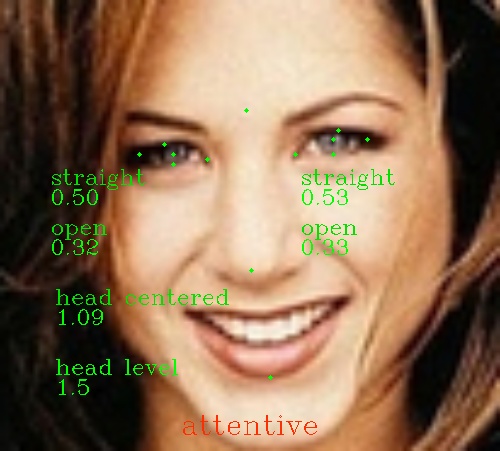 straight
0.50
straight
0.53
open
0.32
open
0.33
head centered
1.09
head level
1.5
attentive